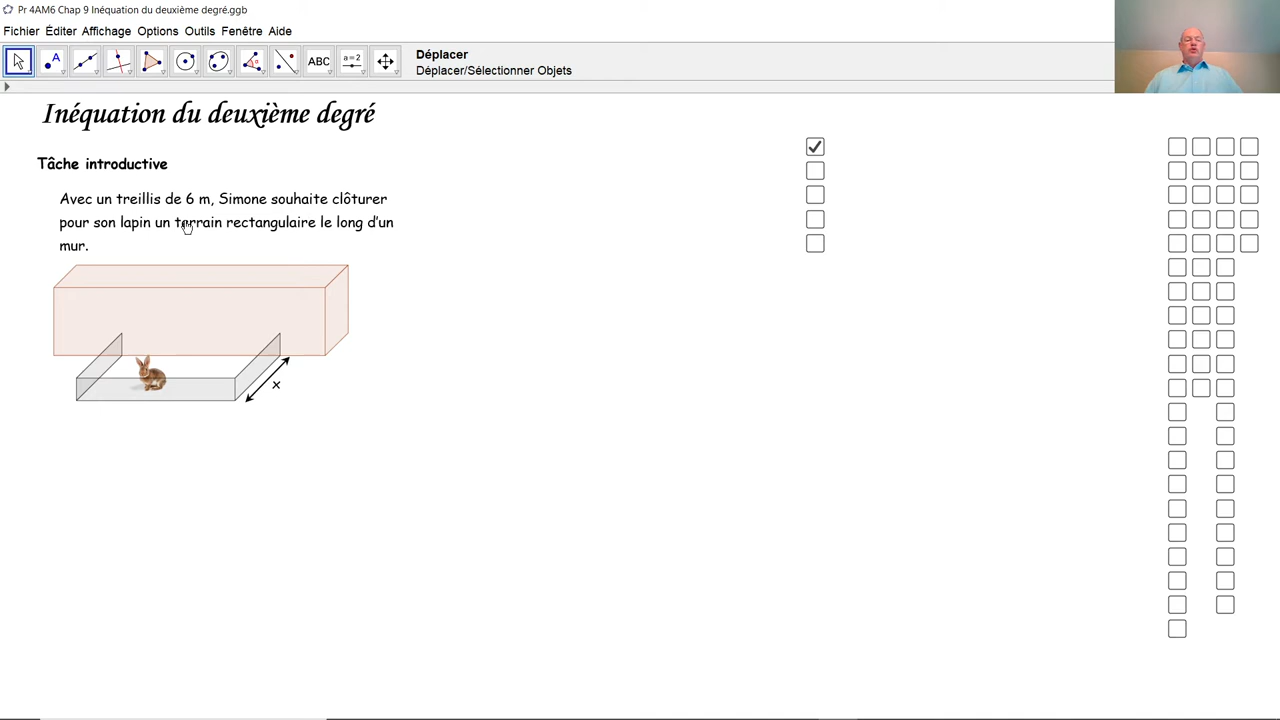 Pr 4AM6 Chap 9 Inéquation du deuxième degré.ggb
Fichier Éditer Affichage Options Outils Fenêtre Aide
A
ABC
a=2
Déplacer
Déplacer/Sélectionner Objets
Inéquation du deuxième degré
Tâche introductive
Avec un treillis de 6 m, Simone souhaite clôturer
pour son lapin un terrain rectangulaire le long d'un
mur.
x